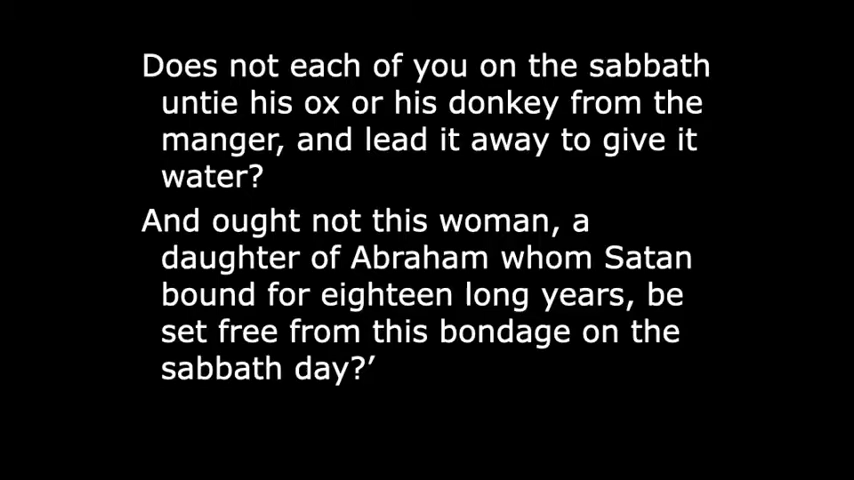 Does not each of you on the sabbath
untie his ox or his donkey from the
manger, and lead it away to give it
water?
And ought not this woman, a
daughter of Abraham whom Satan
bound for eighteen long years, be
set free from this bondage on the
sabbath day?’